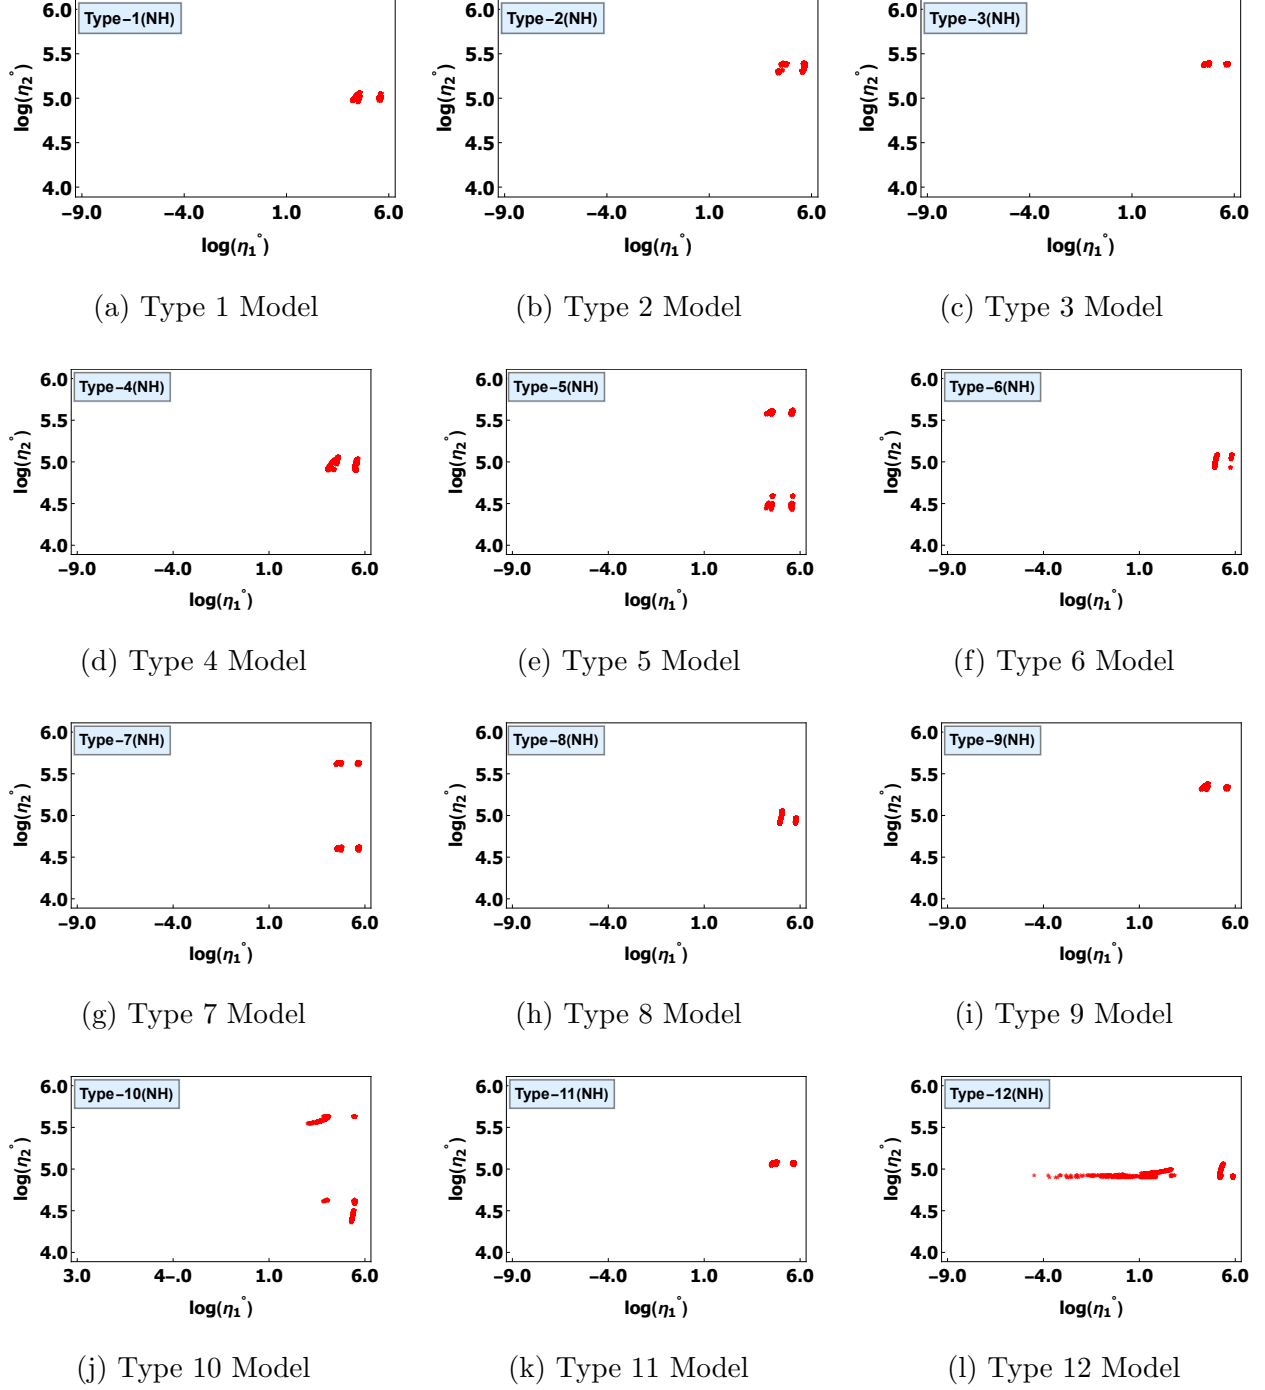 Type-1(NH)
6.0
5.5
5.0
4.5
4.0
log(η2°)
-9.0 -4.0 1.0 6.0
log(η1°)
(a) Type 1 Model
Type-2(NH)
6.0
5.5
5.0
4.5
4.0
log(η2°)
-9.0 -4.0 1.0 6.0
log(η1°)
(b) Type 2 Model
Type-3(NH)
6.0
5.5
5.0
4.5
4.0
log(η2°)
-9.0 -4.0 1.0 6.0
log(η1°)
(c) Type 3 Model
Type-4(NH)
6.0
5.5
5.0
4.5
4.0
log(η2°)
-9.0 -4.0 1.0 6.0
log(η1°)
(d) Type 4 Model
Type-5(NH)
6.0
5.5
5.0
4.5
4.0
log(η2°)
-9.0 -4.0 1.0 6.0
log(η1°)
(e) Type 5 Model
Type-6(NH)
6.0
5.5
5.0
4.5
4.0
log(η2°)
-9.0 -4.0 1.0 6.0
log(η1°)
(f) Type 6 Model
Type-7(NH)
6.0
5.5
5.0
4.5
4.0
log(η2°)
-9.0 -4.0 1.0 6.0
log(η1°)
(g) Type 7 Model
Type-8(NH)
6.0
5.5
5.0
4.5
4.0
log(η2°)
-9.0 -4.0 1.0 6.0
log(η1°)
(h) Type 8 Model
Type-9(NH)
6.0
5.5
5.0
4.5
4.0
log(η2°)
-9.0 -4.0 1.0 6.0
log(η1°)
(i) Type 9 Model
Type-10(NH)
6.0
5.5
5.0
4.5
4.0
log(η2°)
3.0 4-.0 1.0 6.0
log(η1°)
(j) Type 10 Model
Type-11(NH)
6.0
5.5
5.0
4.5
4.0
log(η2°)
-9.0 -4.0 1.0 6.0
log(η1°)
(k) Type 11 Model
Type-12(NH)
6.0
5.5
5.0
4.5
4.0
log(η2°)
-9.0 -4.0 1.0 6.0
log(η1°)
(l) Type 12 Model